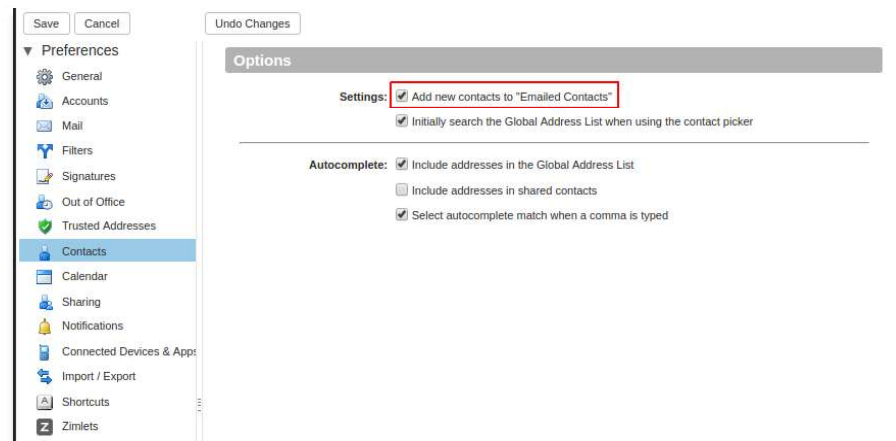 Save Cancel Undo Changes
Preferences
General
Accounts
Mail
Filters
Signatures
Out of Office
Trusted Addresses
Contacts
Calendar
Sharing
Notifications
Connected Devices & Apps
Import / Export
Shortcuts
Zimlets
Options
Settings: Add new contacts to "Emailed Contacts"
Initially search the Global Address List when using the contact picker
Autocomplete: Include addresses in the Global Address List
Include addresses in shared contacts
Select autocomplete match when a comma is typed